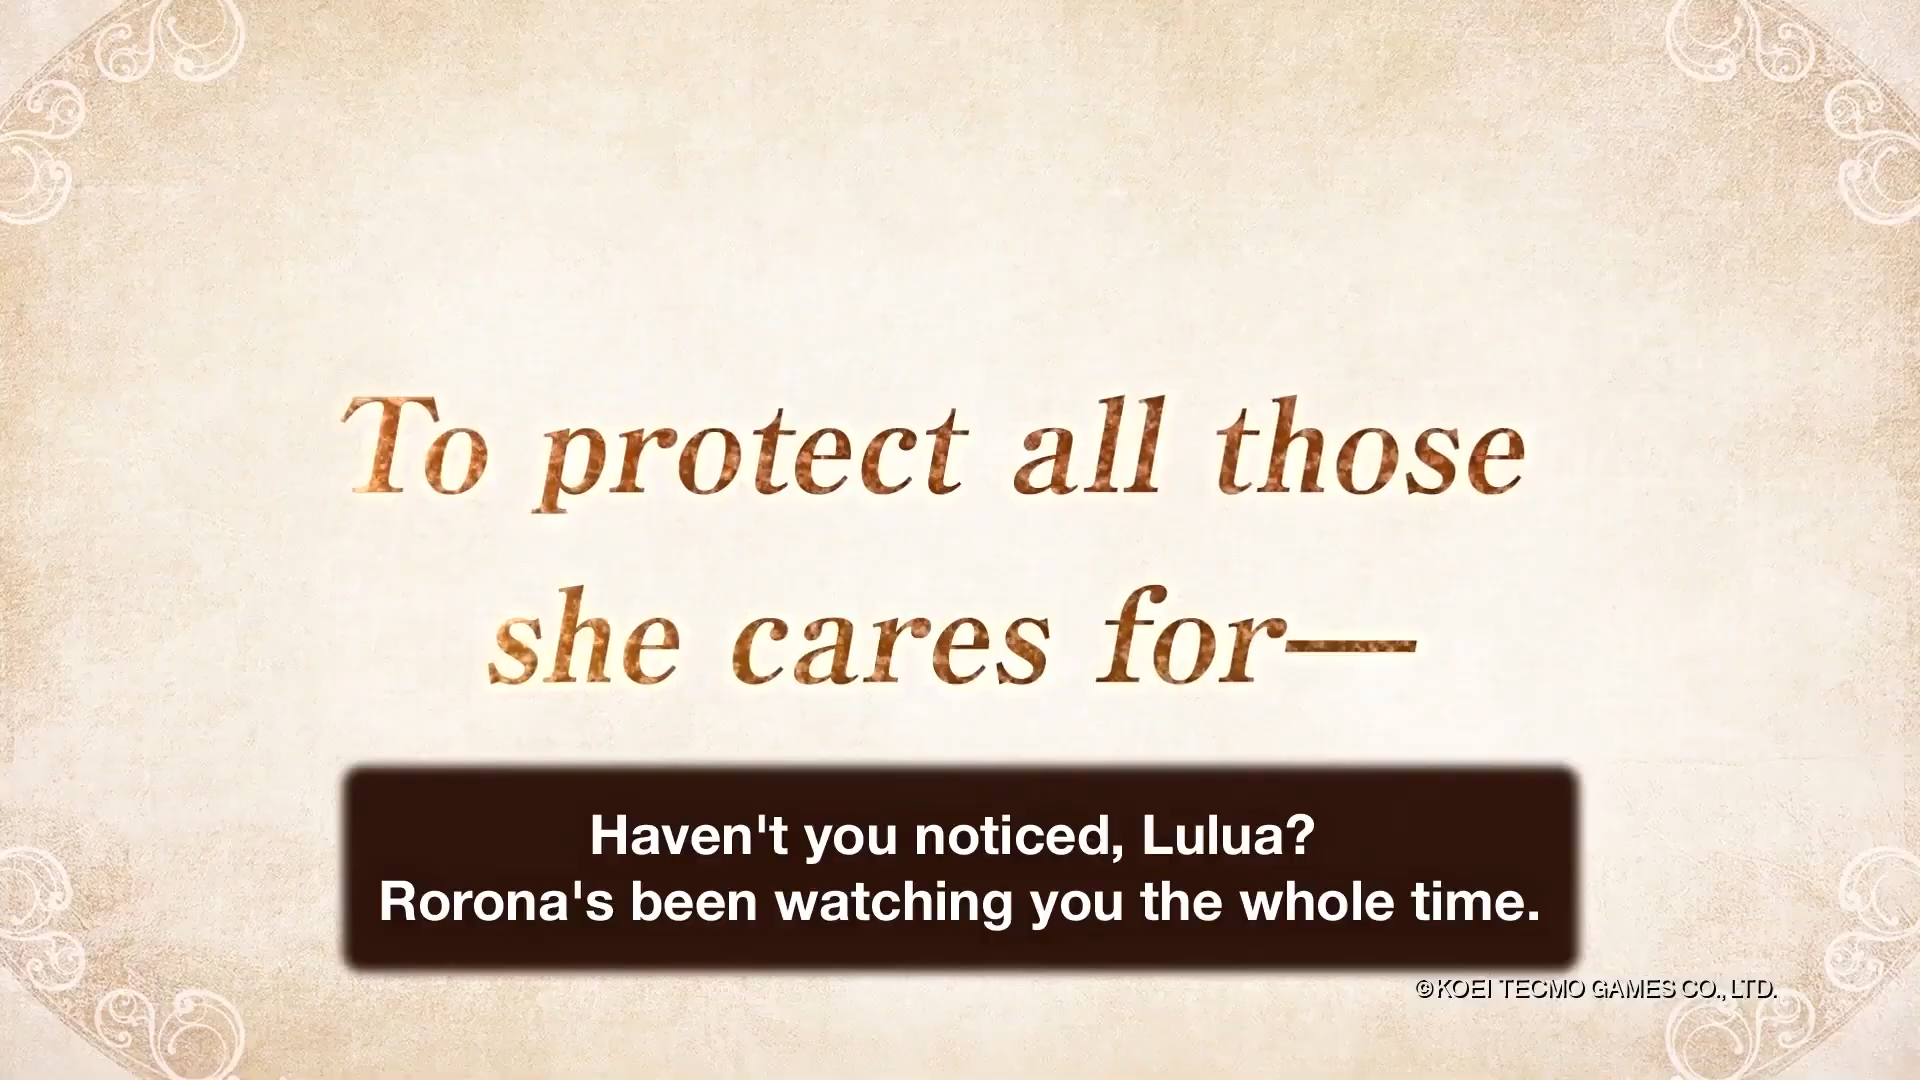 To protect all those
she cares for—
Haven't you noticed, Lulua?
Rorona's been watching you the whole time.
©KOEI TECMO GAMES CO., LTD.